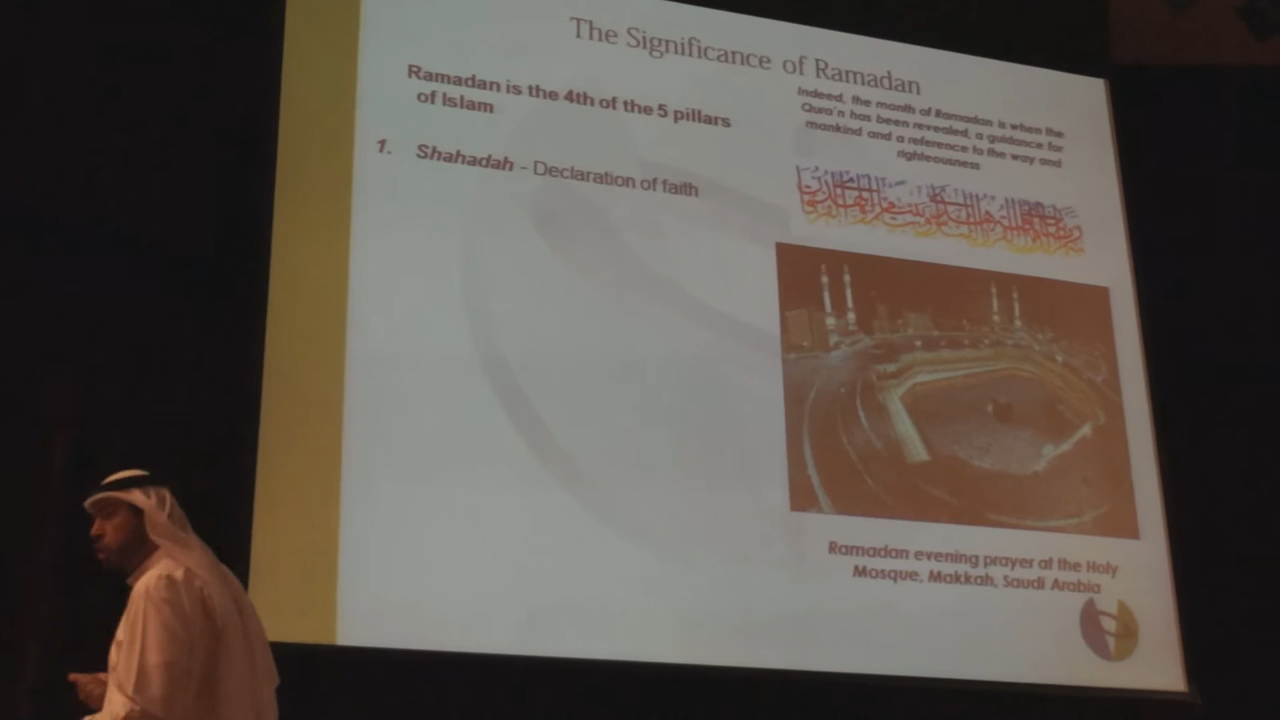 The Significance of Ramadan
Ramadan is the 4th of the 5 pillars
of Islam
1. Shahadah – Declaration of faith
Indeed, the month of Ramadan is when the
Qura'n has been revealed, a guidance for
mankind and a reference to the way and
righteousness
Ramadan evening prayer at the Holy
Mosque, Makkah, Saudi Arabia